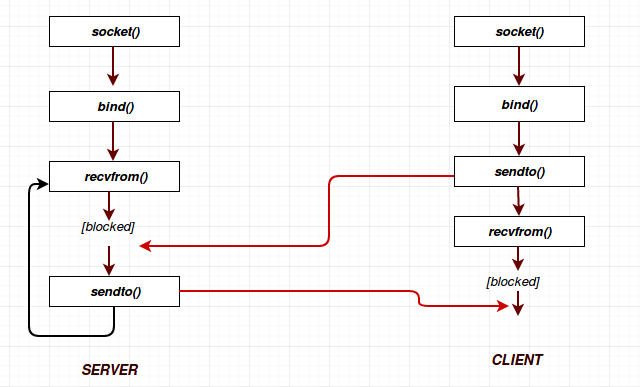 socket()
bind()
recvfrom()
[blocked]
sendto()
SERVER
socket()
bind()
sendto()
recvfrom()
[blocked]
CLIENT